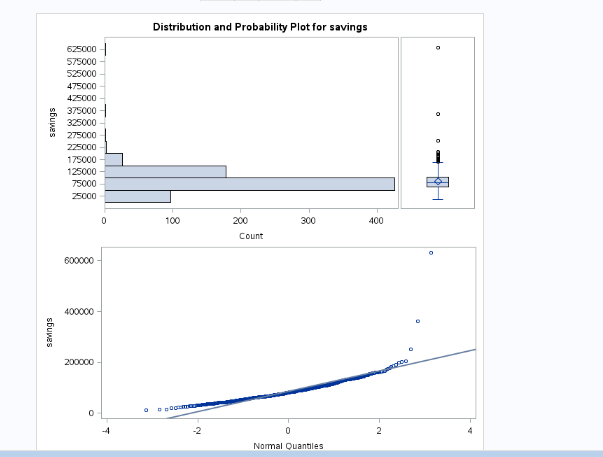 Distribution and Probability Plot for savings
625000
575000
525000
475000
425000
375000
325000
275000
225000
175000
125000
75000
25000
savings
0 100 200 300 400
Count
600000
400000
200000
0
savings
-4 -2 0 2 4
Normal Quantiles